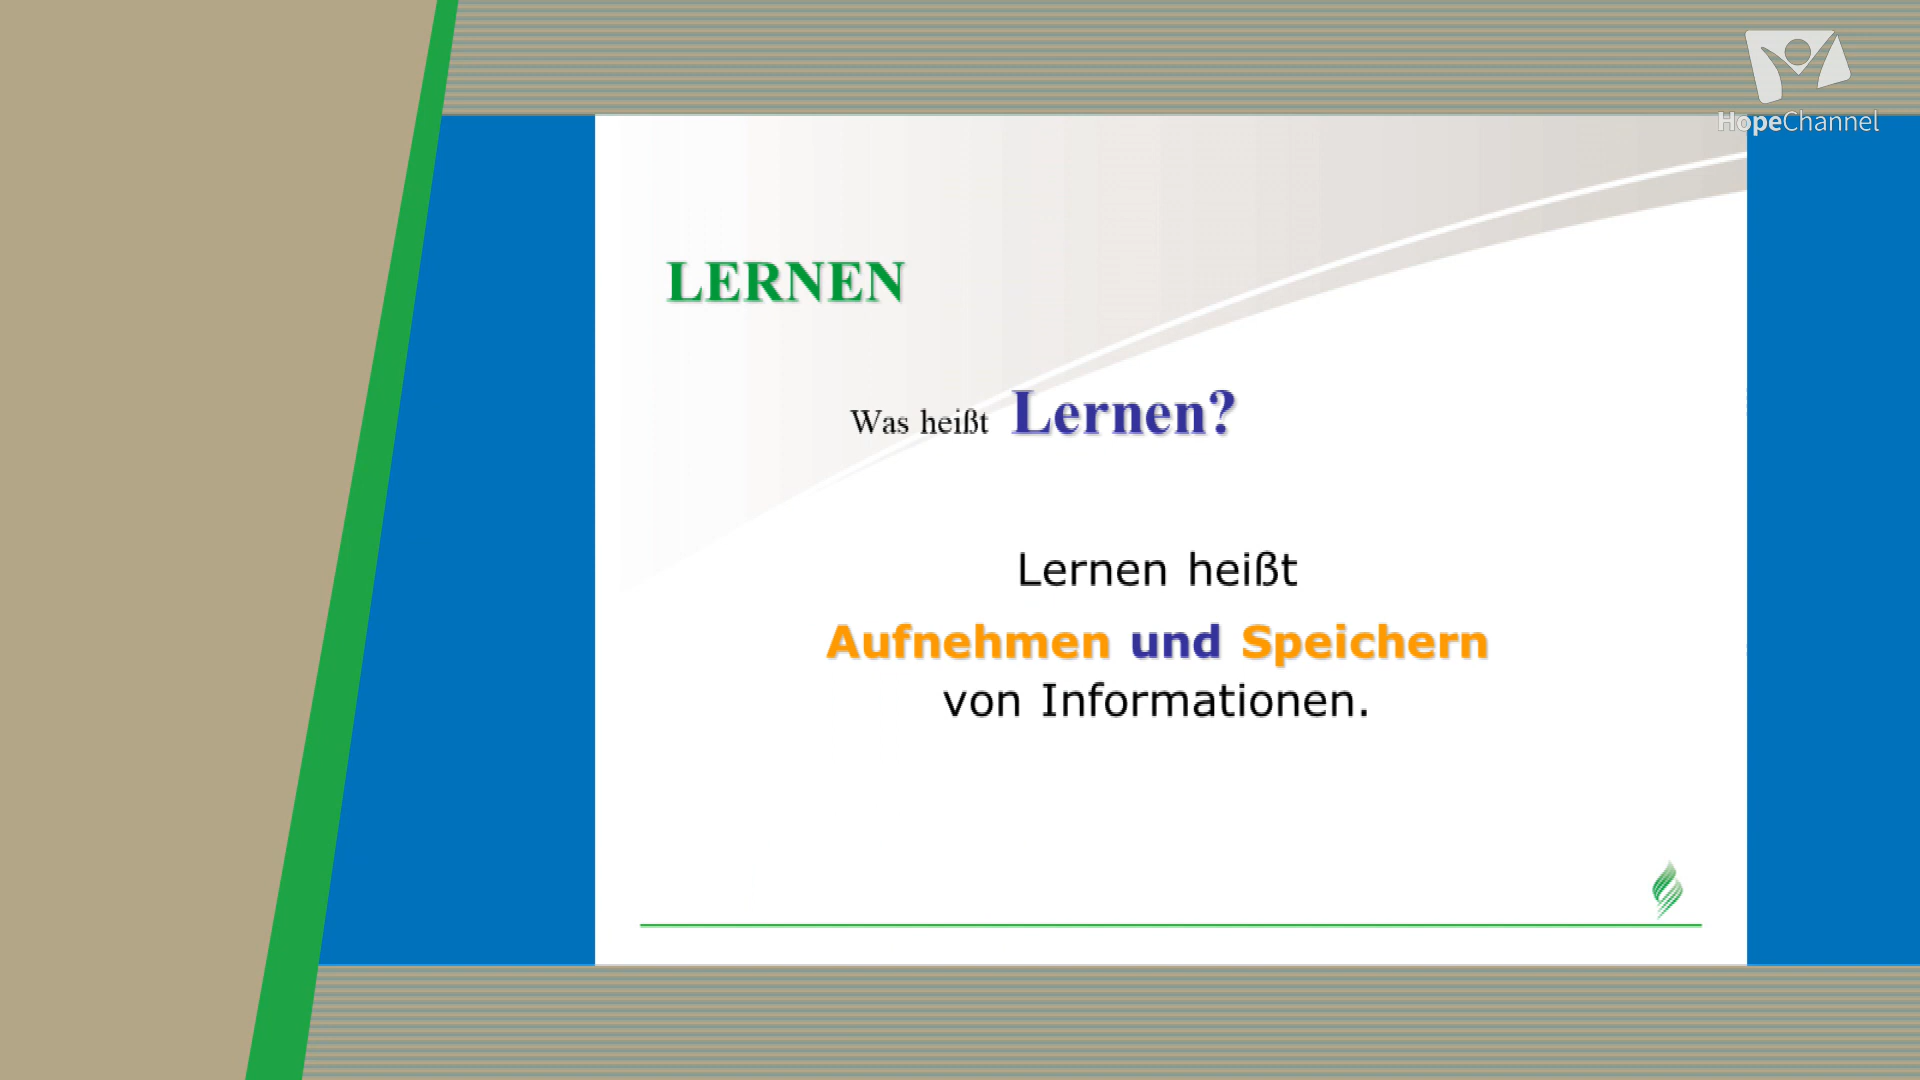 HopeChannel
LERNEN
Was heißt Lernen?
Lernen heißt
Aufnehmen und Speichern
von Informationen.